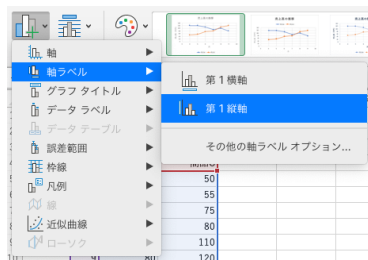 軸
軸ラベル
グラフ タイトル
データ ラベル
データ テーブル
誤差範囲
枠線
凡例
線
近似曲線
ローソク
第 1 横軸
第 1 縦軸
その他の軸ラベル オプション...
50
55
75
80
110
9 80 120